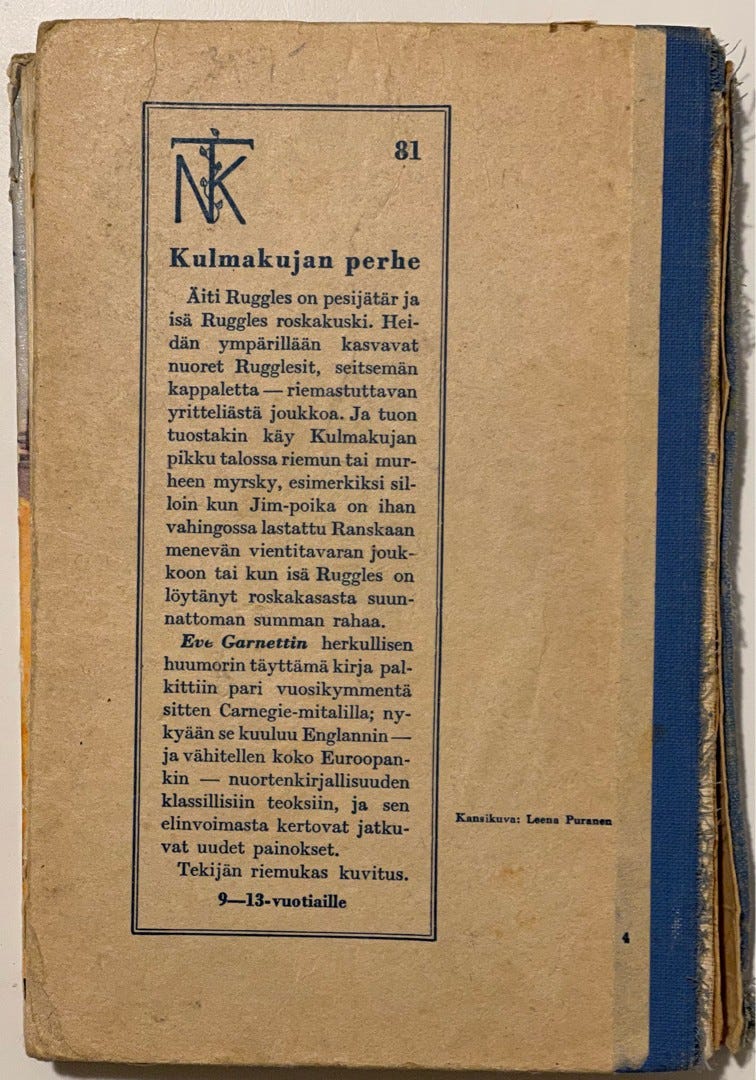 NTK
81
Kulmakujan perhe
Äiti Ruggles on pesijätär ja
isä Ruggles roskakuski. Hei-
dän ympärillään kasvavat
nuoret Rugglesit, seitsemän
kappaletta — riemastuttavan
yritteliästä joukkoa. Ja tuon
tuostakin käy Kulmakujan
pikku talossa riemun tai mur-
heen myrsky, esimerkiksi sil-
loin kun Jim-poika on ihan
vahingossa lastattu Ranskaan
menevän vientitavaran jouk-
koon tai kun isä Ruggles on
löytänyt roskakasasta suun-
nattoman summan rahaa.
Eve Garnettin herkullisen
huumorin täyttämä kirja pal-
kittiin pari vuosikymmentä
sitten Carnegie-mitalilla; ny-
kyään se kuuluu Englannin —
ja vähitellen koko Euroopan-
kin — nuortenkirjallisuuden
klassillisiin teoksiin, ja sen
elinvoimasta kertovat jatku-
vat uudet painokset.
Tekijän riemukas kuvitus.
9—13-vuotiaille
Kansikuva: Leena Puranen
4